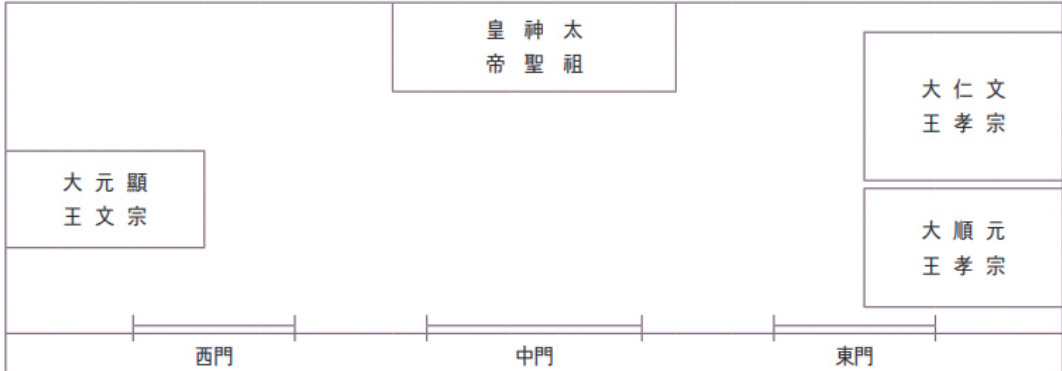 太祖
神聖
皇帝
文宗
仁孝
大王
顯宗
元文
大王
元宗
順孝
大王
西門
中門
東門